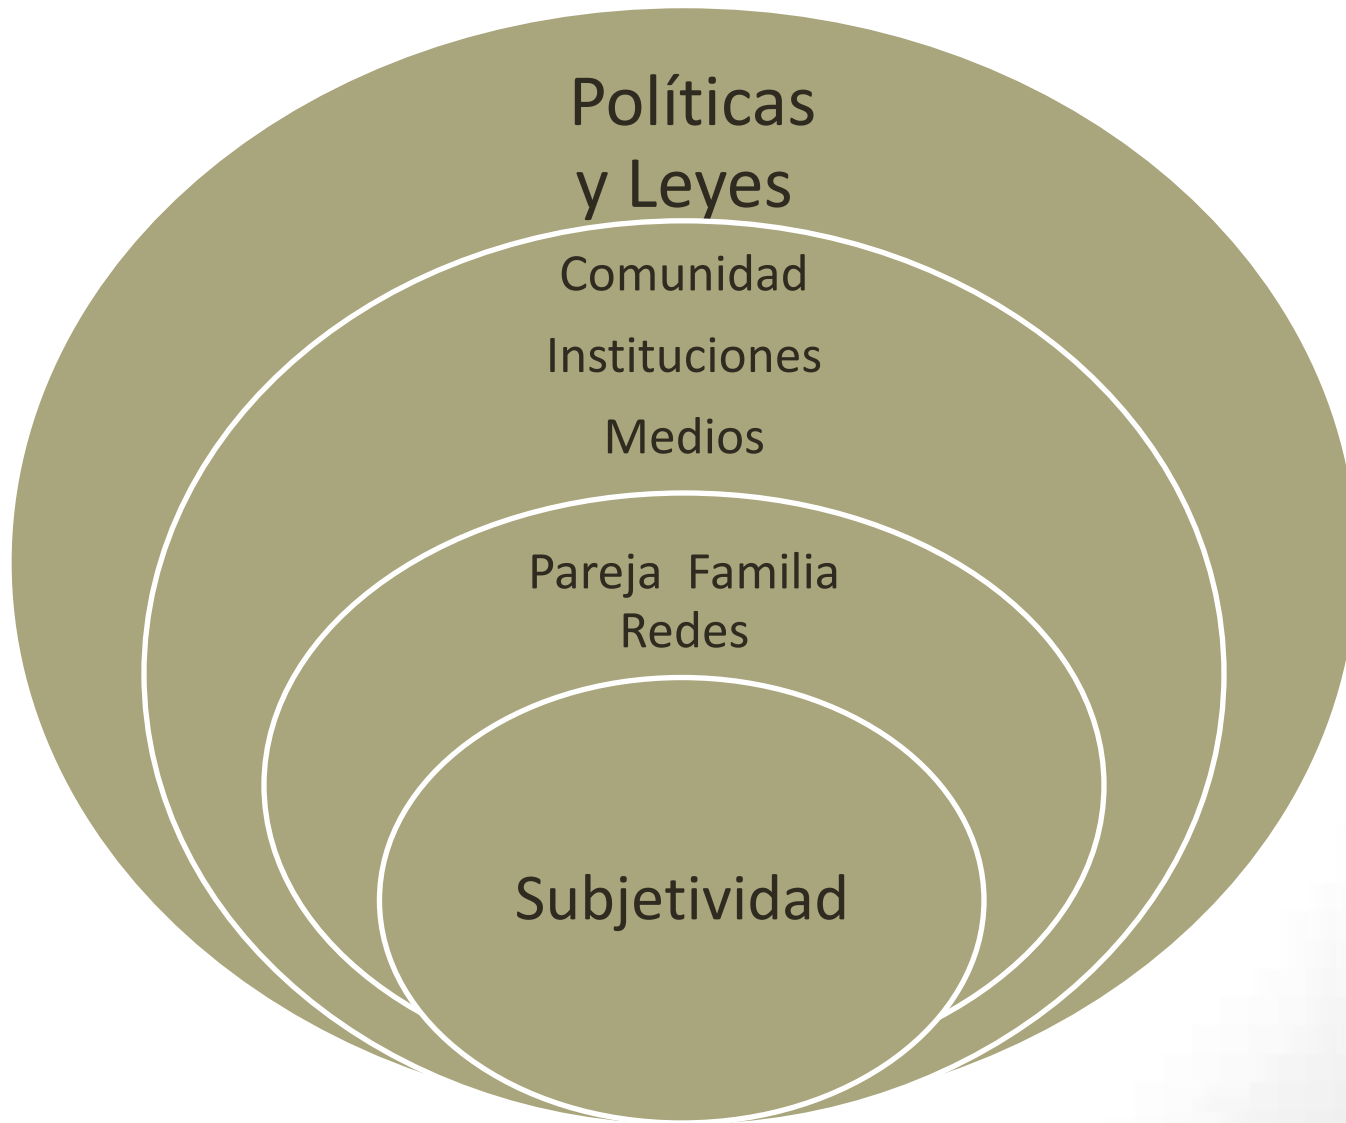 Políticas
y Leyes
Comunidad
Instituciones
Medios
Pareja  Familia
Redes
Subjetividad